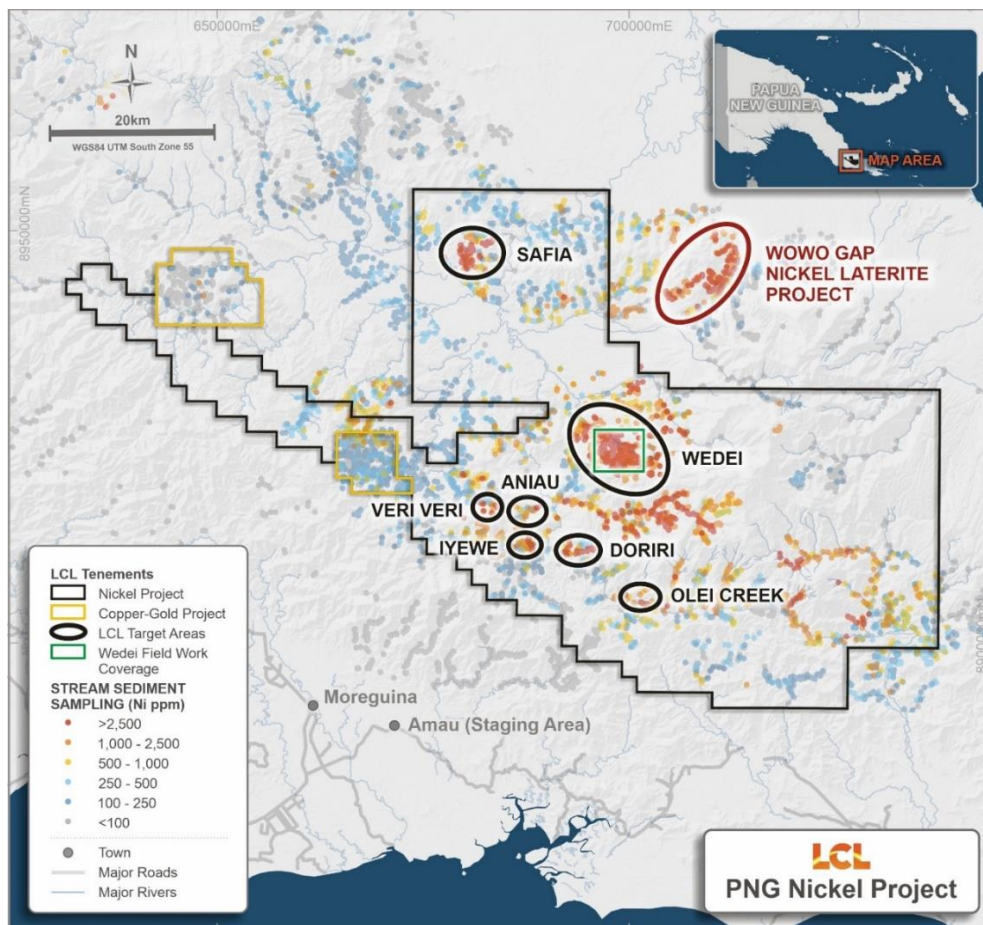 650000mE
700000mE
N
20km
WGS84 UTM South Zone 55
8950000mN
8900000mN
PAPUA
NEW GUINEA
MAP AREA
SAFIA
WOWO GAP
NICKEL LATERITE
PROJECT
WEDEI
ANIAU
VERI VERI
IYEWE
DORIRI
OLEI CREEK
Moreguina
Amau (Staging Area)
LCL Tenements
Nickel Project
Copper-Gold Project
LCL Target Areas
Wedei Field Work
Coverage
STREAM SEDIMENT
SAMPLING (Ni ppm)
>2,500
1,000 - 2,500
500 - 1,000
250 - 500
100 - 250
<100
Town
Major Roads
Major Rivers
LCL
PNG Nickel Project